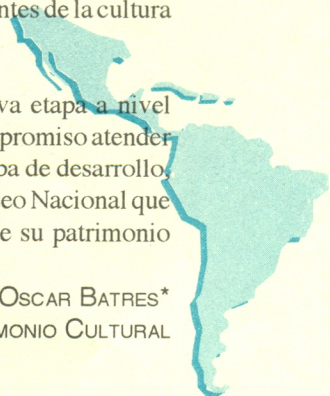 ntes de la cultura
va etapa a nivel
promiso atender
pa de desarrollo,
eo Nacional que
e su patrimonio
OSCAR BATRES*
MONIO CULTURAL